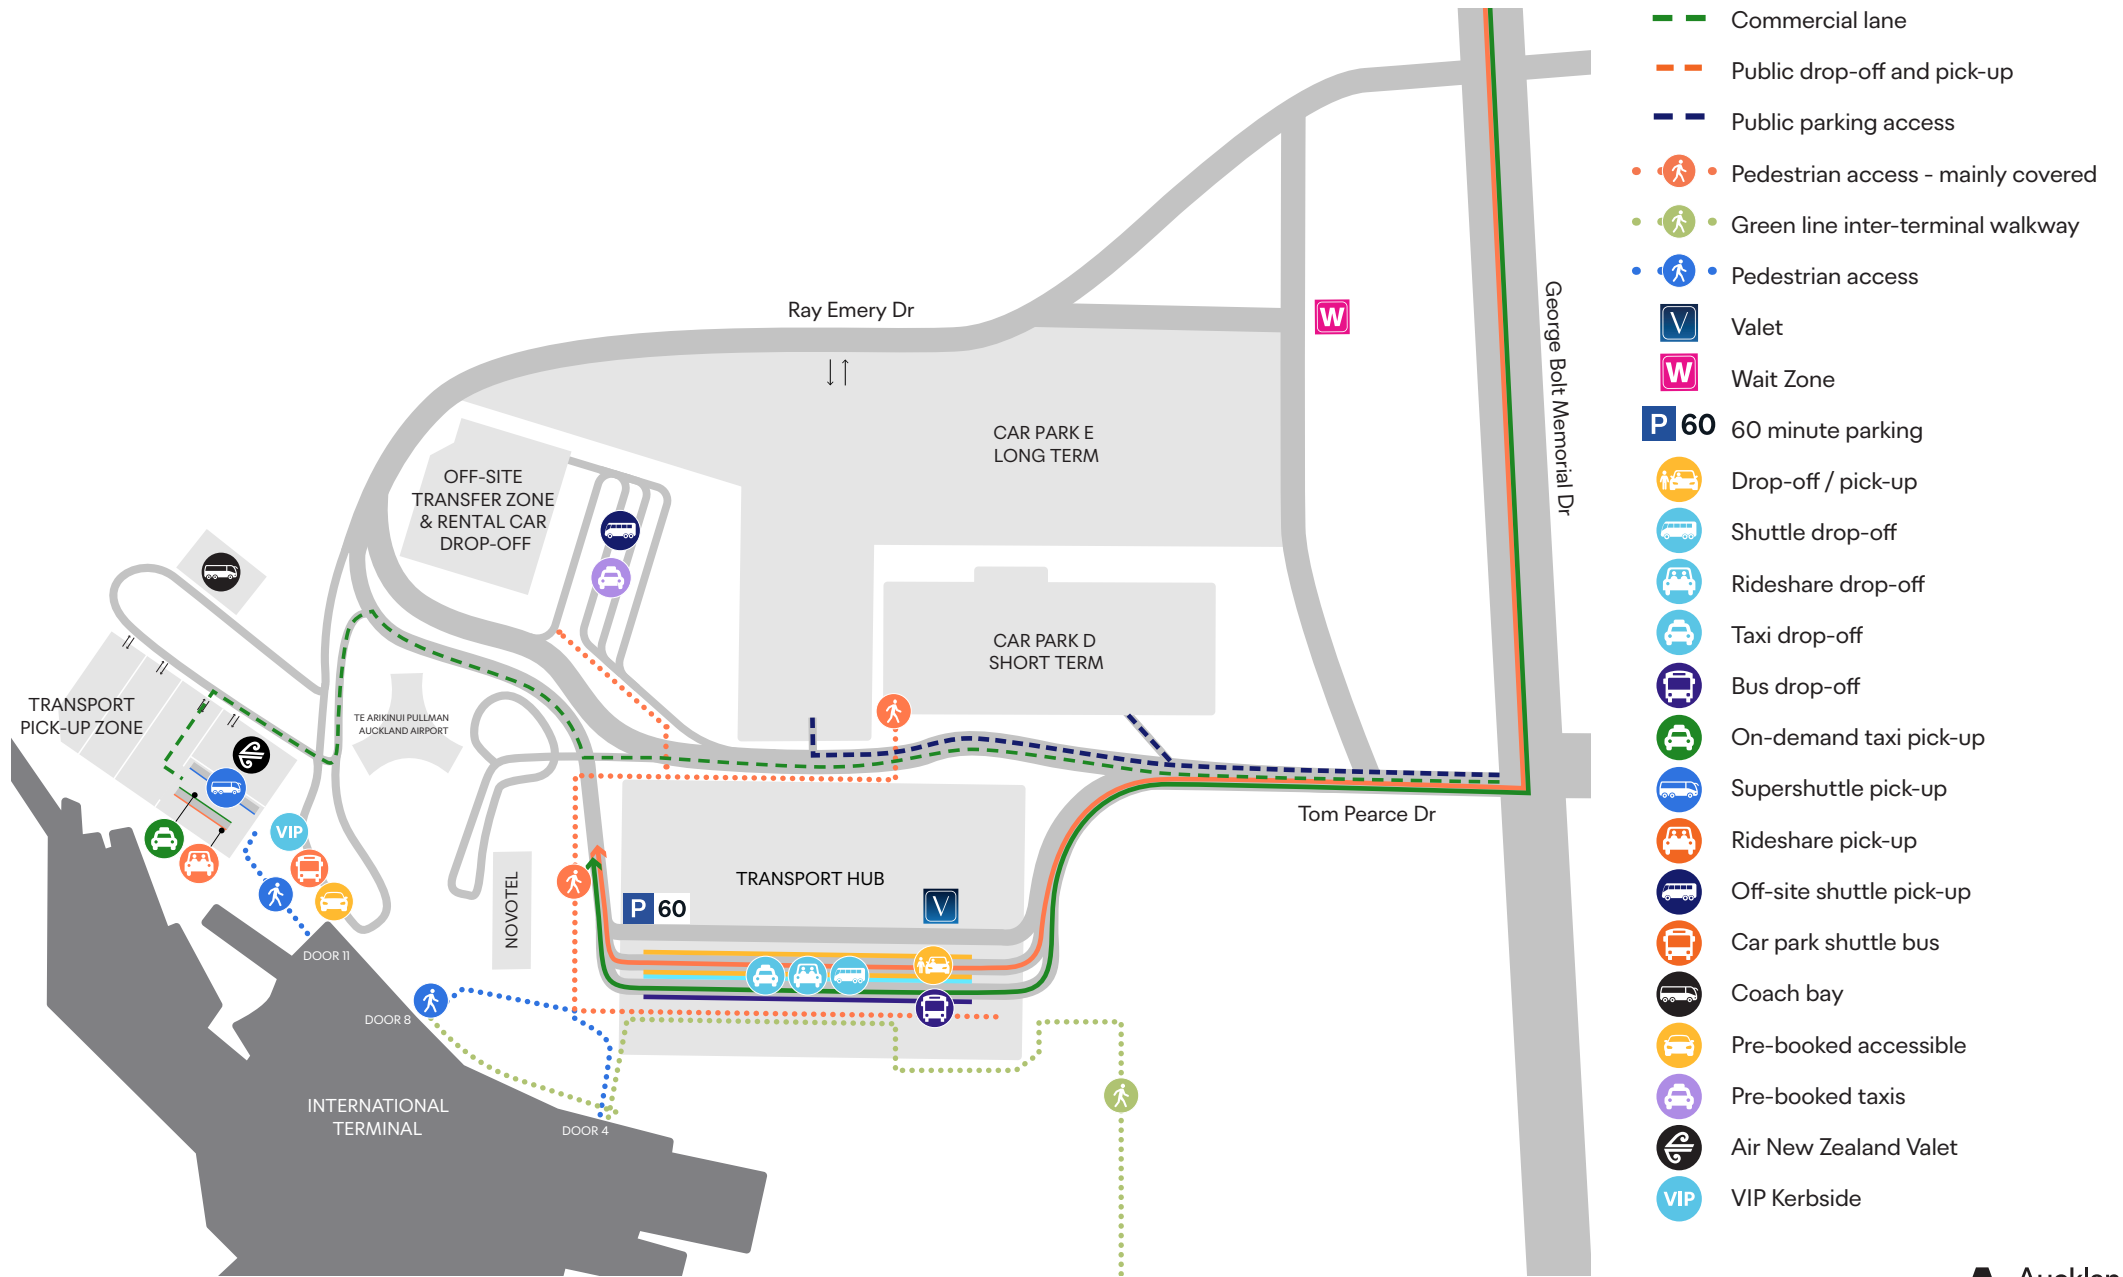 Commercial lane
Public drop-off and pick-up
Public parking access
Pedestrian access - mainly covered
Green line inter-terminal walkway
Pedestrian access
V Valet
W Wait Zone
P 60 60 minute parking
Drop-off / pick-up
Shuttle drop-off
Rideshare drop-off
Taxi drop-off
Bus drop-off
On-demand taxi pick-up
Supershuttle pick-up
Rideshare pick-up
Off-site shuttle pick-up
Car park shuttle bus
Coach bay
Pre-booked accessible
Pre-booked taxis
Air New Zealand Valet
VIP VIP Kerbside
George Bolt Memorial Dr
Ray Emery Dr
W
CAR PARK E
LONG TERM
OFF-SITE
TRANSFER ZONE
& RENTAL CAR
DROP-OFF
CAR PARK D
SHORT TERM
TRANSPORT
PICK-UP ZONE
TE ARIKINUI PULLMAN
AUCKLAND AIRPORT
Tom Pearce Dr
VIP
TRANSPORT HUB
NOVOTEL
P 60
V
DOOR 11
DOOR 8
INTERNATIONAL
TERMINAL
DOOR 4